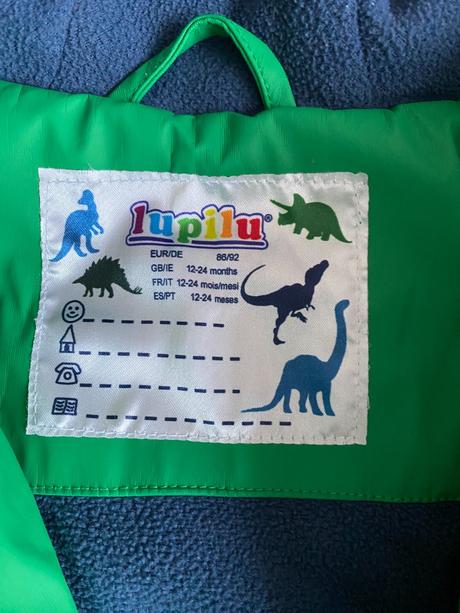 lupilu®
EUR/DE 86/92
GB/IE 12-24 months
FR/IT 12-24 mois/mesi
ES/PT 12-24 meses